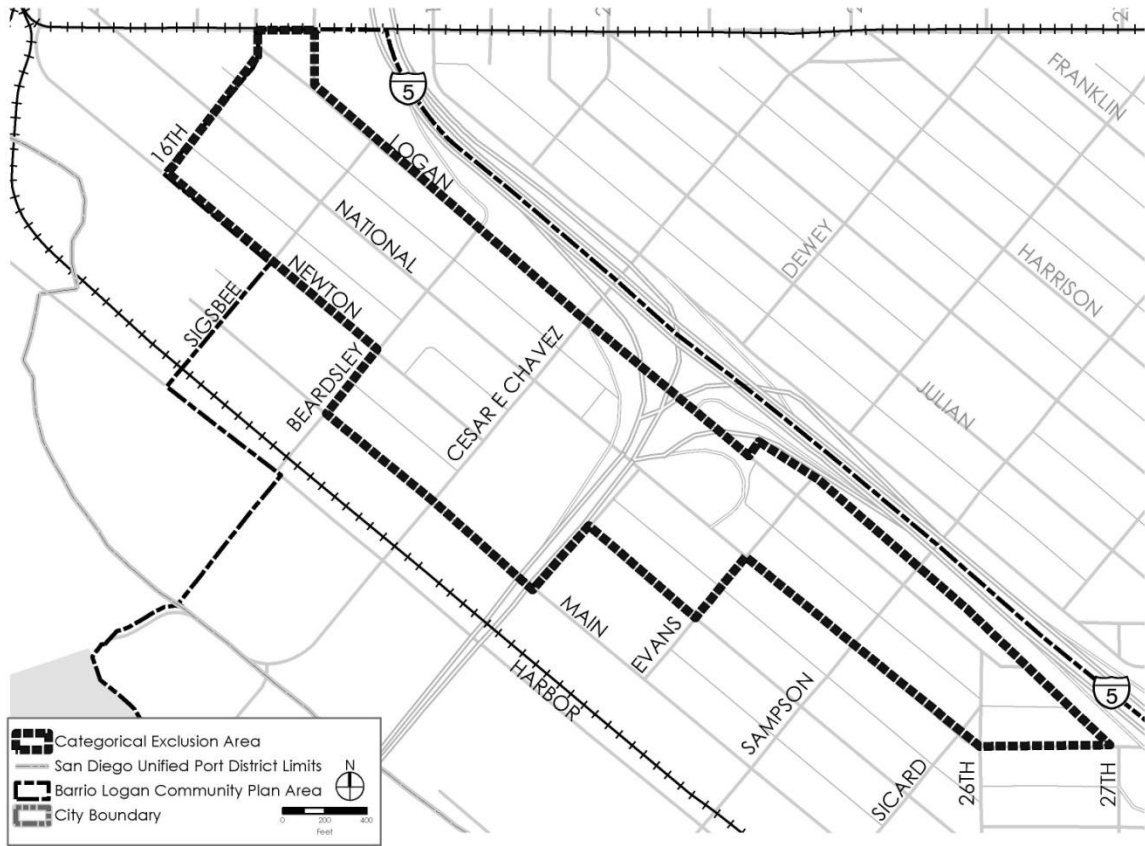 5
FRANKLIN
16TH
LOGAN
NATIONAL
DEWEY
HARRISON
NEWTON
SIGSBEE
BEARDSLEY
CESAR E CHAVEZ
JULIAN
MAIN
EVANS
HARBOR
SAMPSON
SICARD
26TH
27TH
5
Categorical Exclusion Area
San Diego Unified Port District Limits
Barrio Logan Community Plan Area
City Boundary
N
0 200 400
Feet